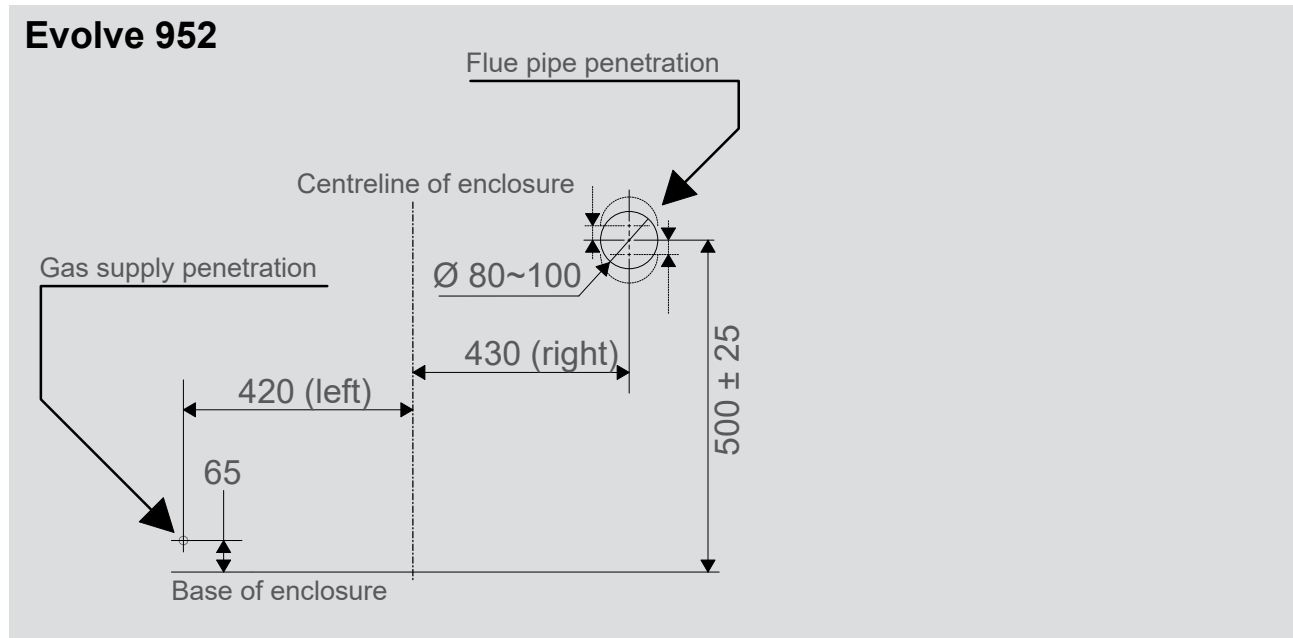 Evolve 952
Flue pipe penetration
Centreline of enclosure
Gas supply penetration
Ø 80~100
430 (right)
500 ± 25
420 (left)
65
Base of enclosure